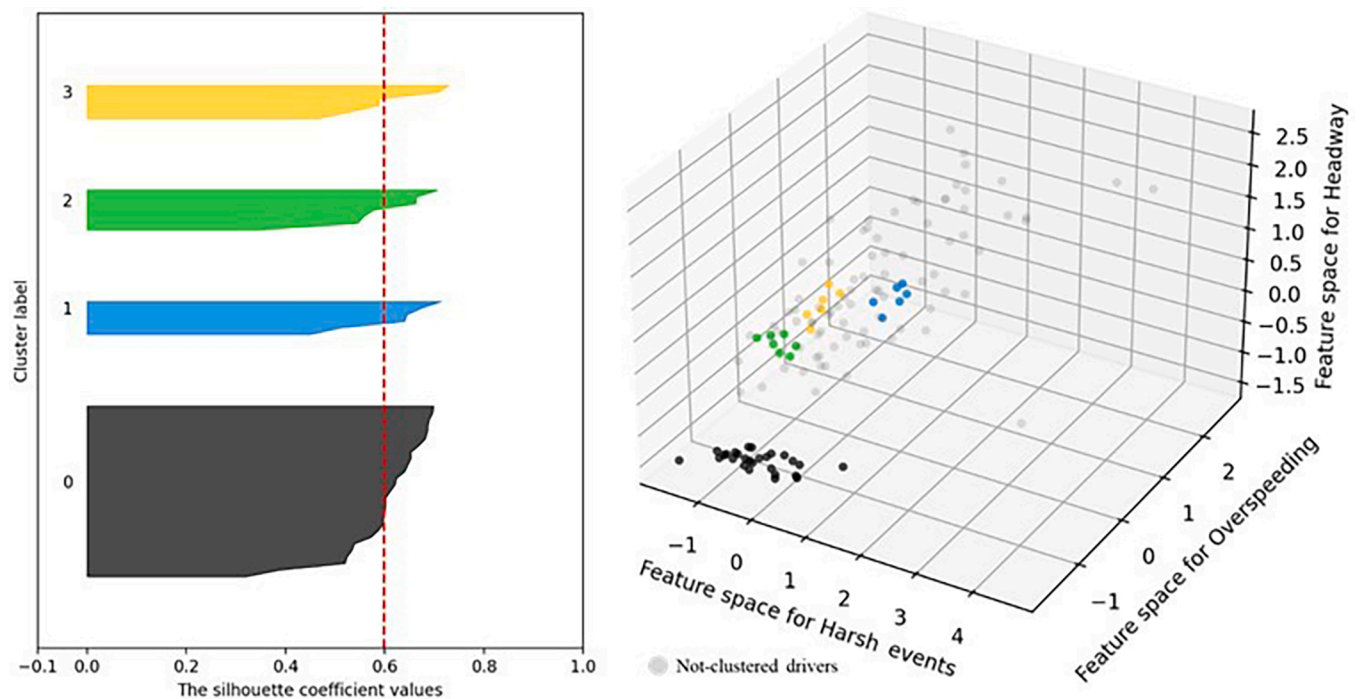 3
2
1
0
Cluster label
−0.1 0.0 0.2 0.4 0.6 0.8 1.0
The silhouette coefficient values
2.5
2.0
1.5
1.0
0.5
0.0
−0.5
−1.0
−1.5
Feature space for Headway
2
1
0
−1
Feature space for Overspeeding
−1 0 1 2 3 4
Feature space for Harsh events
Not-clustered drivers